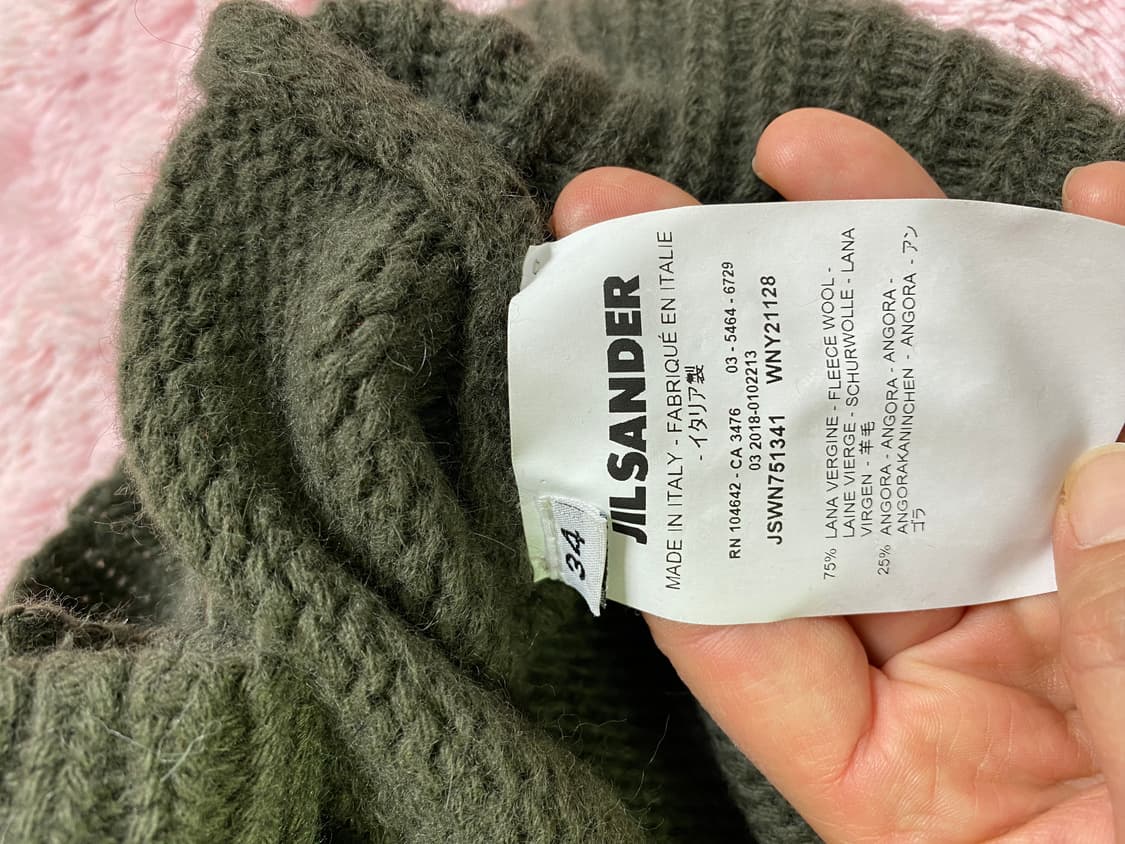 34
JILSANDER
MADE IN ITALY - FABRIQUÉ EN ITALIE
- イタリア製
RN 104642 - CA 3476 03 - 5464 - 6729
03 2018-0102213
JSWN751341 WNY21128
75% LANA VERGINE - FLEECE WOOL -
LAINE VIERGE - SCHURWOLLE - LANA
VIRGEN - 羊毛
25% ANGORA - ANGORA - ANGORA -
ANGORAKANINCHEN - ANGORA - アン
ゴラ